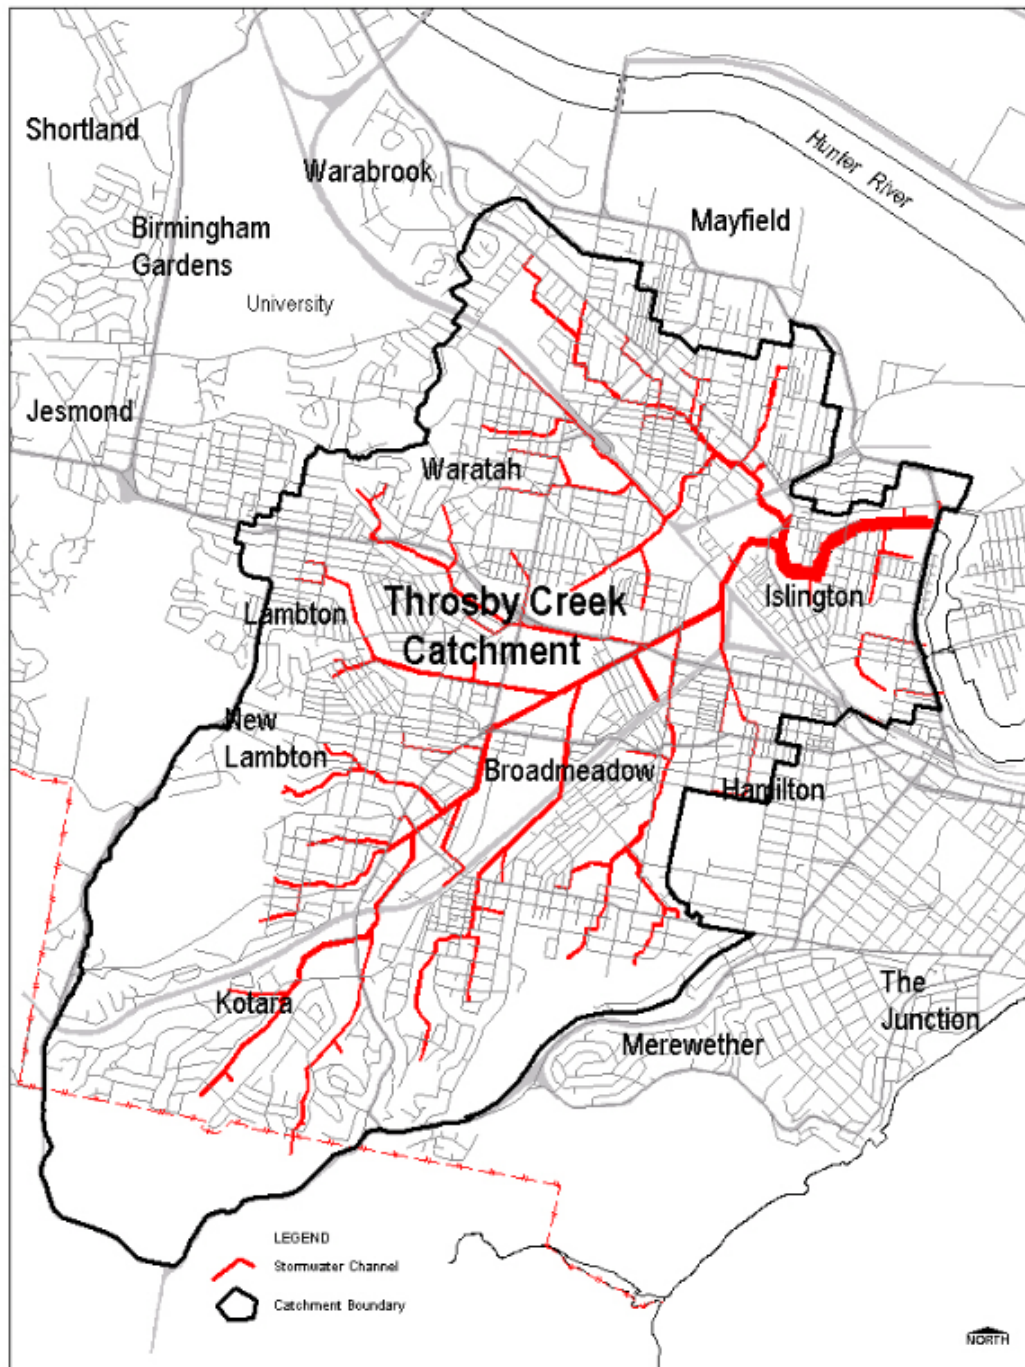 Shortland
Warabrook
Hunter River
Mayfield
Birmingham
Gardens
University
Jesmond
Waratah
Islington
Lambton
Throsby Creek
Catchment
New
Lambton
Broadmeadow
Hamilton
The
Junction
Kotara
Merewether
LEGEND
Stormwater Channel
Catchment Boundary
NORTH